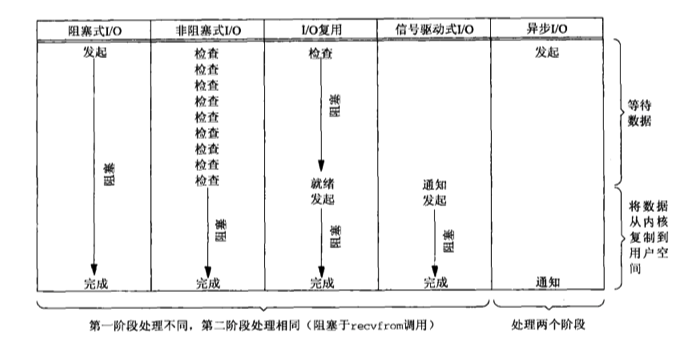 阻塞式I/O 非阻塞式I/O I/O复用 信号驱动式I/O 异步I/O
发起 检查 检查 发起
检查
检查
检查
检查
检查
检查
检查
检查
阻塞
阻塞
等待
数据
就绪 通知
发起 发起
阻塞
阻塞
阻塞
将数据
从内核
复制到
用户空
间
完成 完成 完成 完成 通知
第一阶段处理不同，第二阶段处理相同（阻塞于recvfrom调用）
处理两个阶段